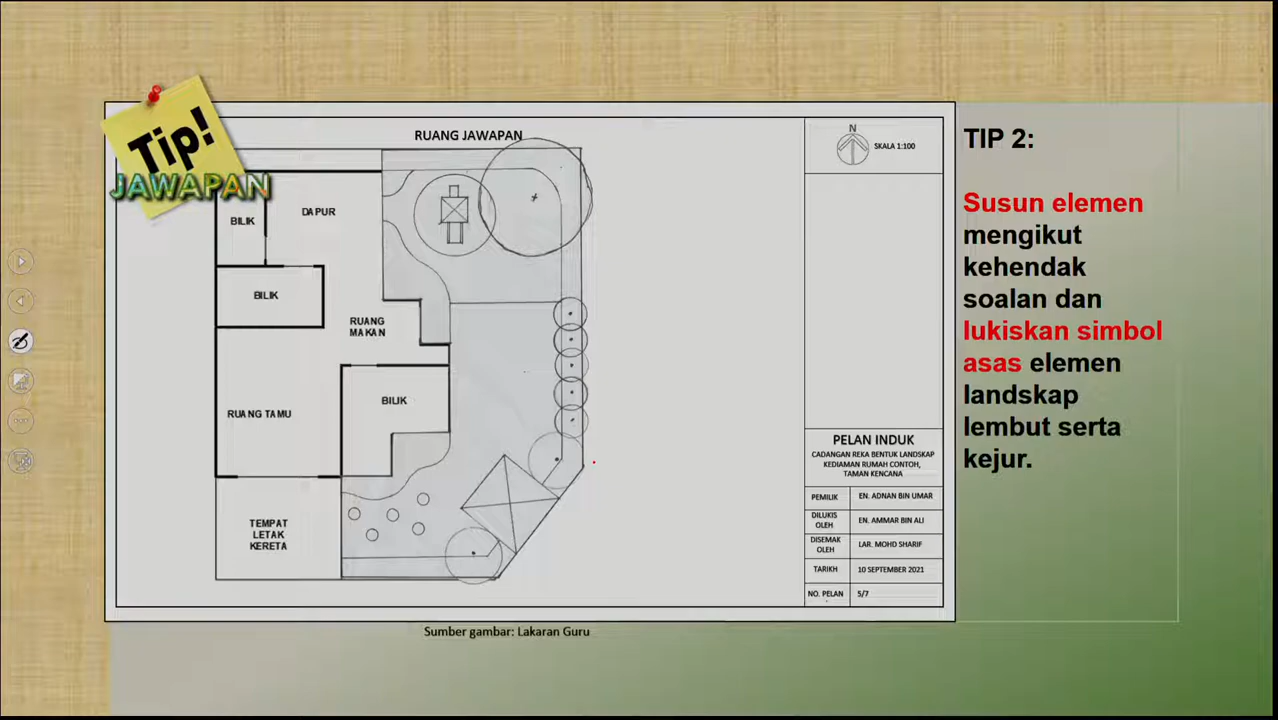 Tip!
JAWAPAN
RUANG JAWAPAN
N
SKALA 1:100
BILIK
DAPUR
BILIK
RUANG
MAKAN
BILIK
RUANG TAMU
TEMPAT
LETAK
KERETA
PELAN INDUK
CADANGAN REKA BENTUK LANDSKAP
KEDIAMAN RUMAH CONTOH,
TAMAN KENCANA
PEMILIK EN. ADNAN BIN UMAR
DILUKIS
OLEH EN. AMMAR BIN ALI
DISEMAK
OLEH LAR. MOHD SHARIF
TARIKH 10 SEPTEMBER 2021
NO. PELAN 5/7
Sumber gambar: Lakaran Guru
TIP 2:
Susun elemen
mengikut
kehendak
soalan dan
lukiskan simbol
asas elemen
landskap
lembut serta
kejur.